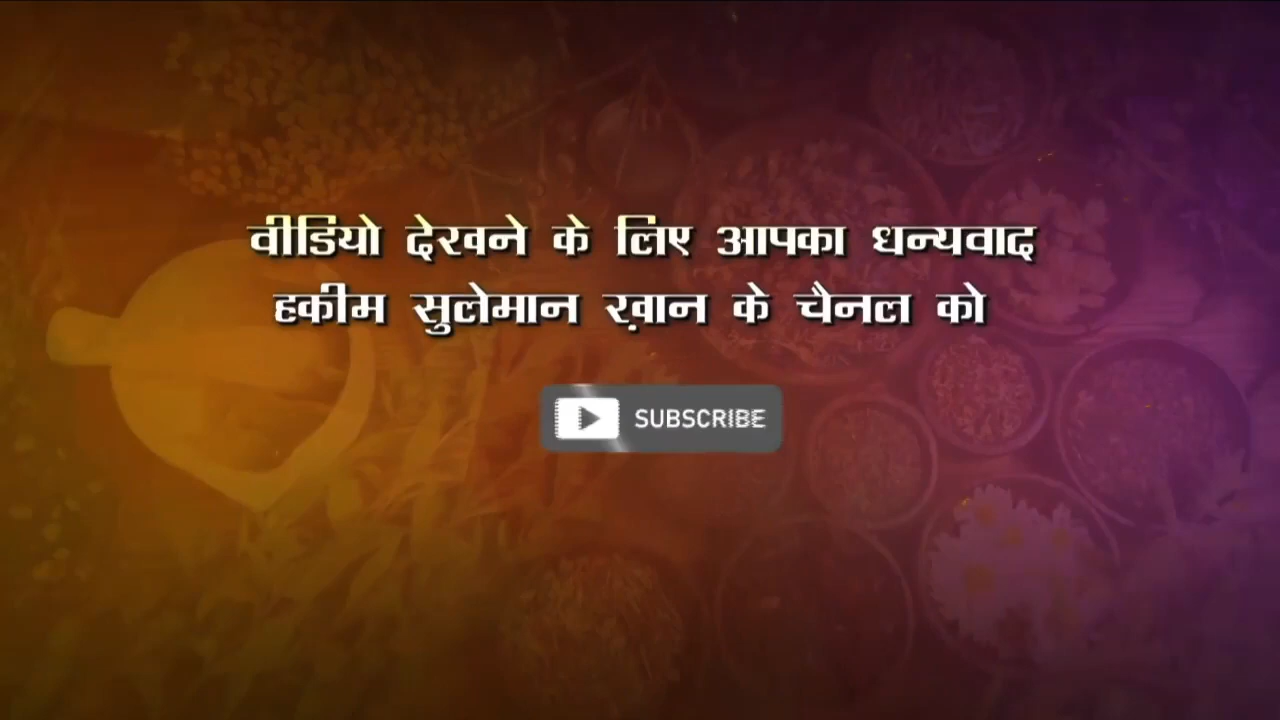 वीडियो देखने के लिए आपका धन्यवाद
हकीम सुलेमान ख़ान के चैनल को
SUBSCRIBE